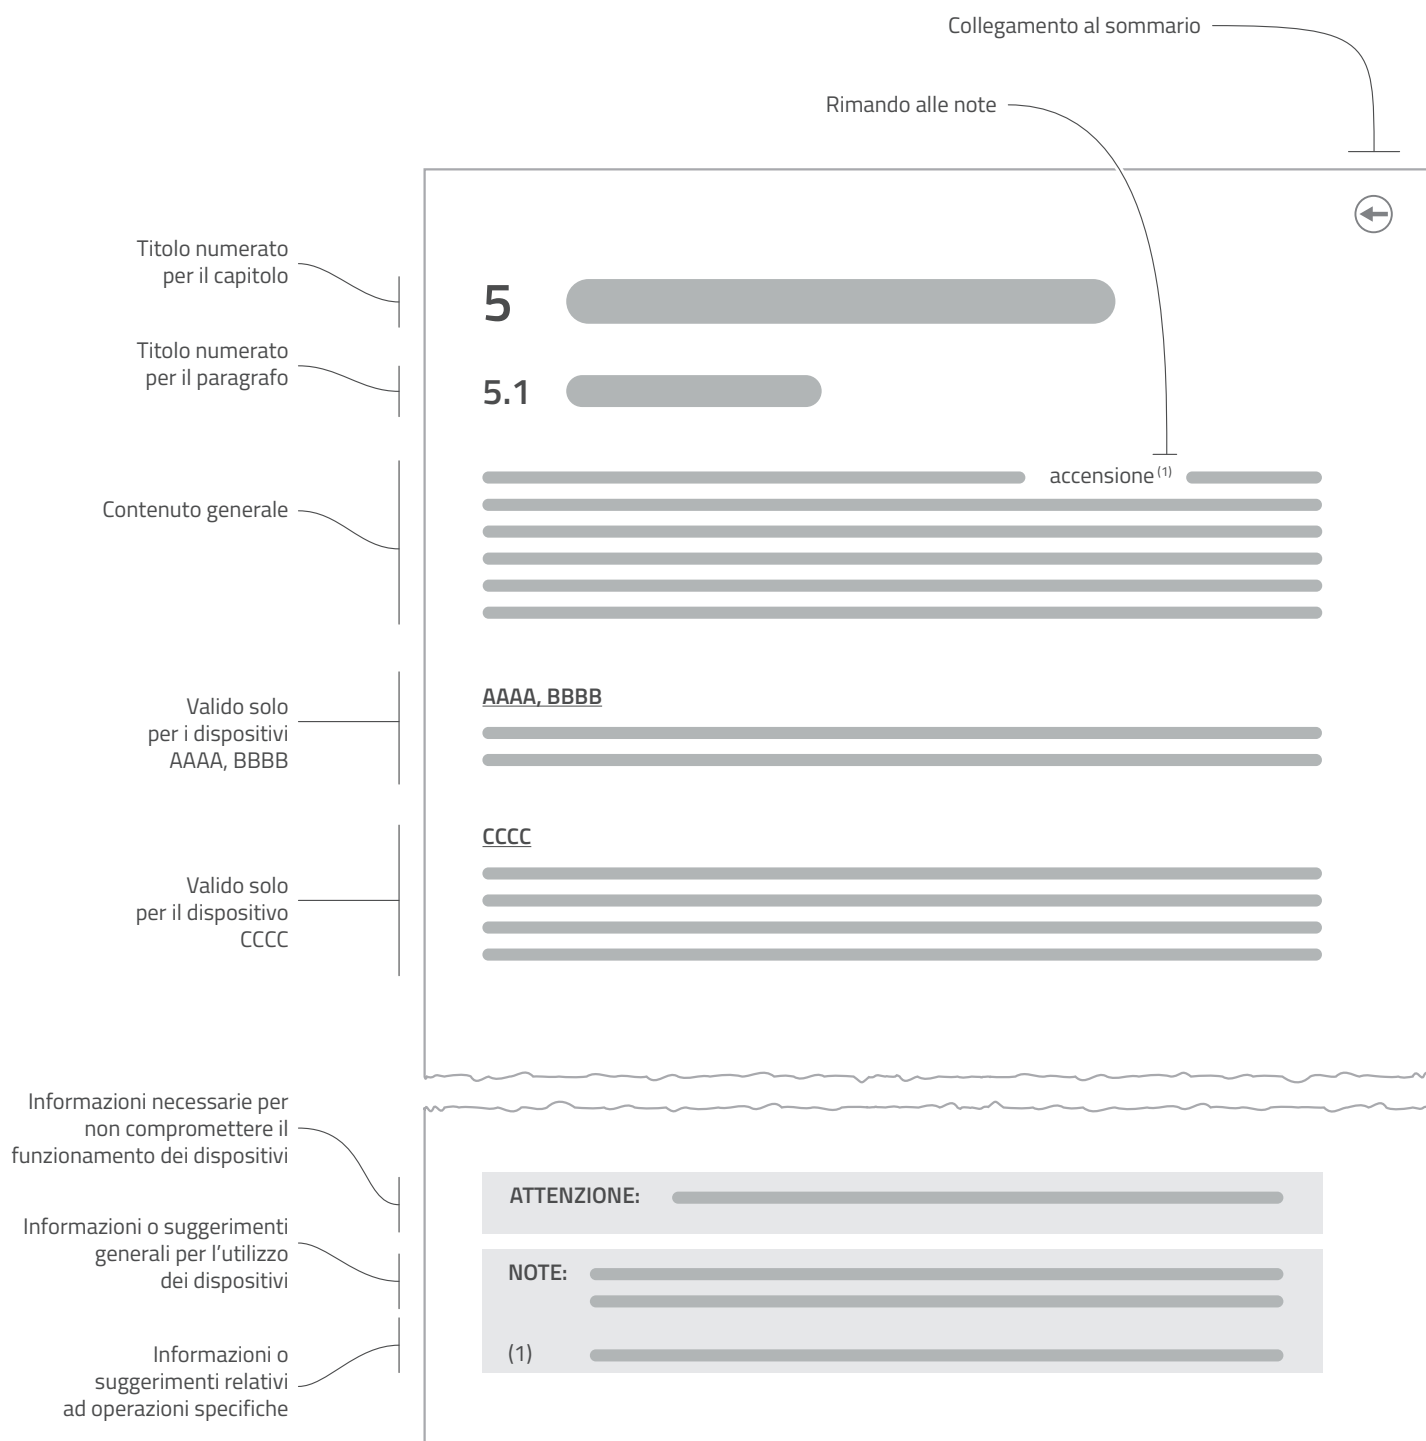 Collegamento al sommario
Rimando alle note
Titolo numerato
per il capitolo
5
Titolo numerato
per il paragrafo
5.1
accensione (1)
Contenuto generale
AAAA, BBBB
Valido solo
per i dispositivi
AAAA, BBBB
CCCC
Valido solo
per il dispositivo
CCCC
Informazioni necessarie per
non compromettere il
funzionamento dei dispositivi
ATTENZIONE:
Informazioni o suggerimenti
generali per l'utilizzo
dei dispositivi
NOTE:
(1)
Informazioni o
suggerimenti relativi
ad operazioni specifiche